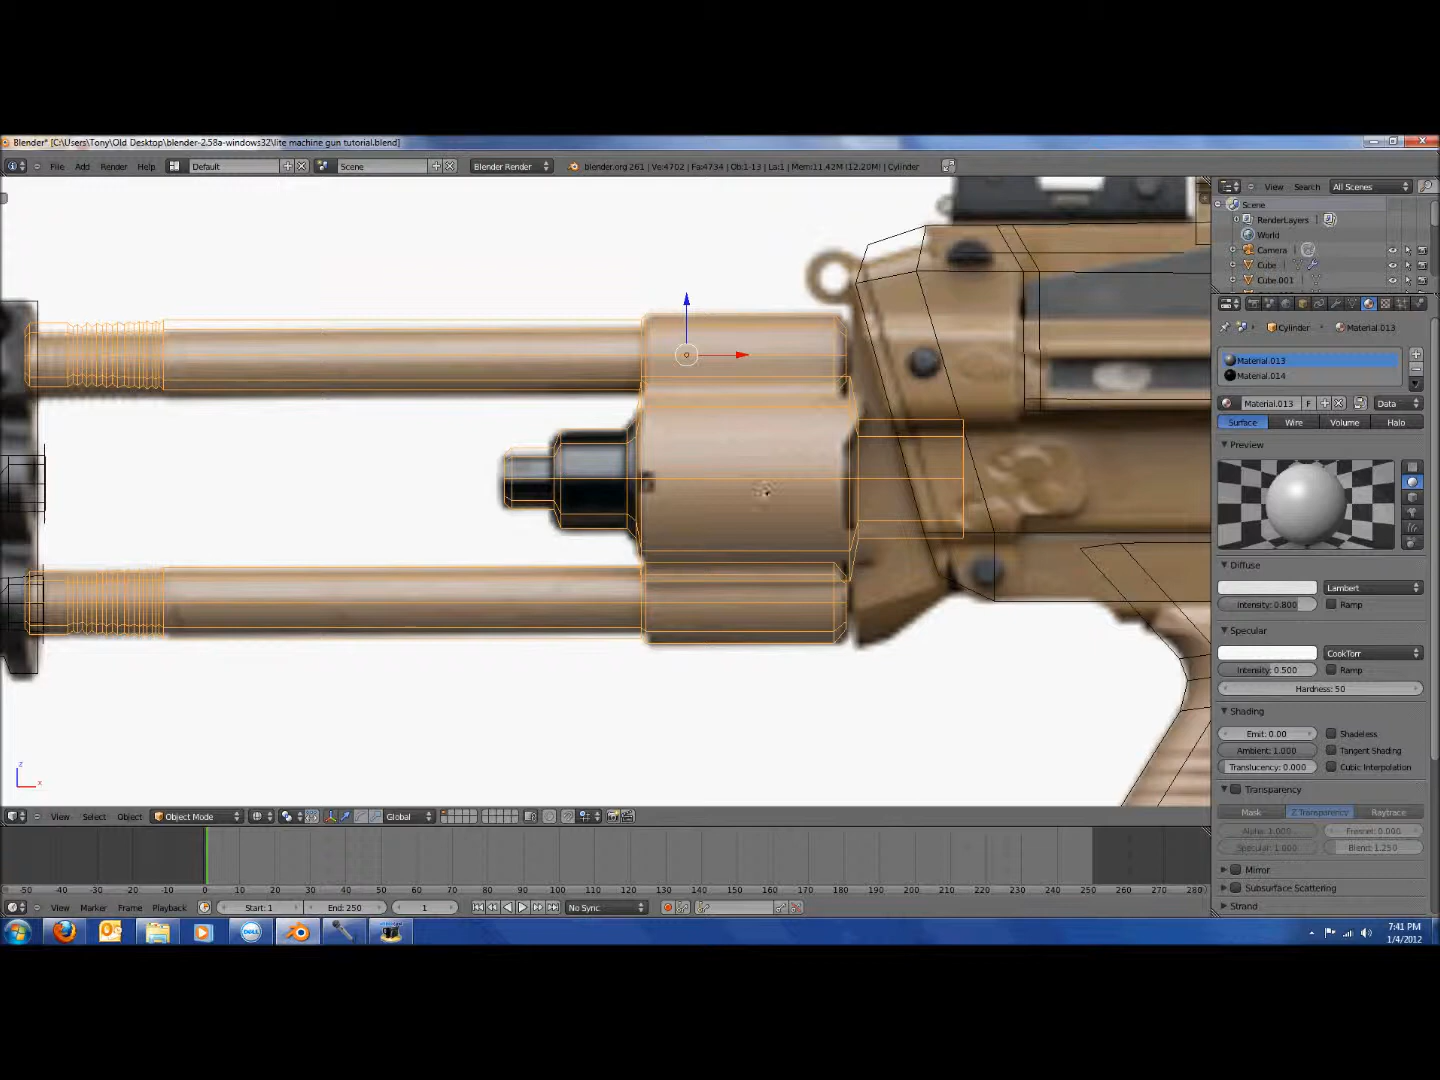 Blender* [C:\Users\Tony\Old Desktop\blender-2.58a-windows32\lite machine gun tutorial.blend]
File Add Render Help Default Scene Blender Render blender.org 261 | Ve:4702 | Fa:4734 | Ob:1-13 | La:1 | Mem:11.42M (12.20M) | Cylinder
View Search All Scenes
Scene
RenderLayers
World
Camera
Cube
Cube.001
Cylinder Material.013
Material.013
Material.014
Material.013 F Data
Surface Wire Volume Halo
Preview
Diffuse
Lambert
Intensity: 0.800 Ramp
Specular
CookTorr
Intensity: 0.500 Ramp
Hardness: 50
Shading
Emit: 0.00 Shadeless
Ambient: 1.000 Tangent Shading
Translucency: 0.000 Cubic Interpolation
Transparency
Mask Z Transparency Raytrace
Alpha: 1.000 Fresnel: 0.000
Specular: 1.000 Blend: 1.250
Mirror
Subsurface Scattering
Strand
z
x
View Select Object Object Mode Global
-50 -40 -30 -20 -10 0 10 20 30 40 50 60 70 80 90 100 110 120 130 140 150 160 170 180 190 200 210 220 230 240 250 260 270 280
View Marker Frame Playback Start: 1 End: 250 1 No Sync
DELL
7:41 PM
1/4/2012